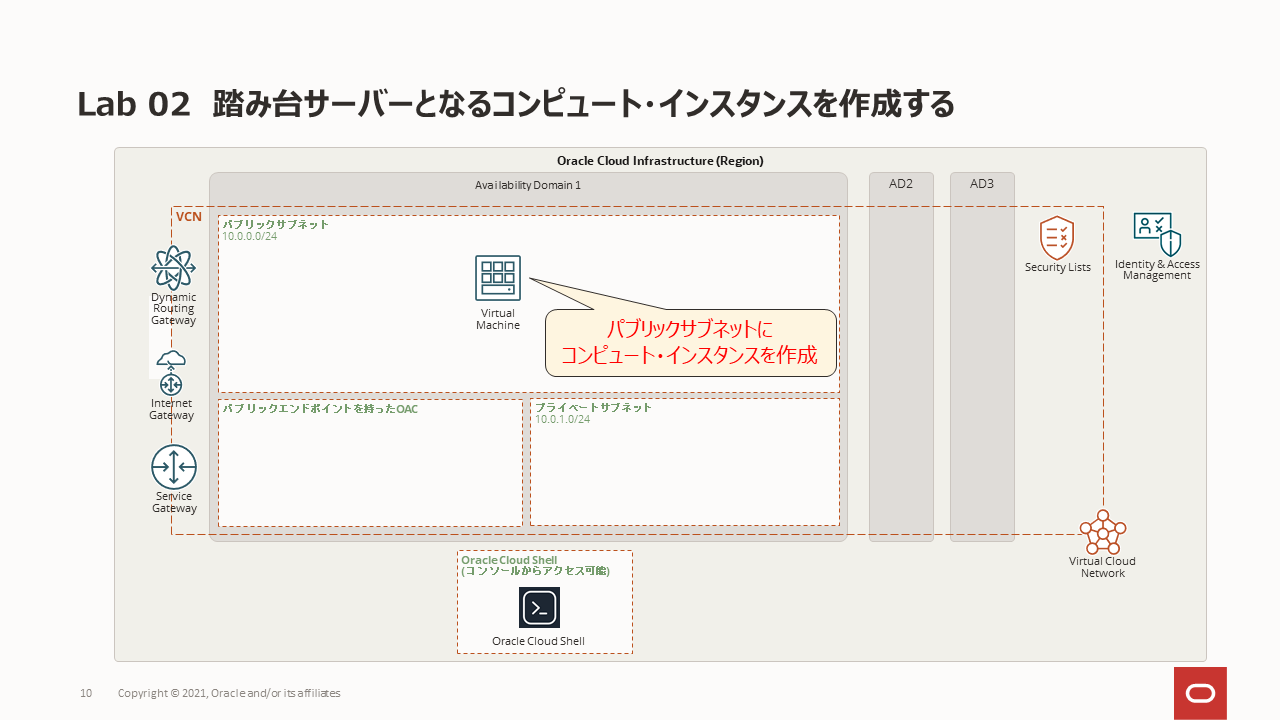 Lab 02 踏み台サーバーとなるコンピュート・インスタンスを作成する
Oracle Cloud Infrastructure (Region)
Availability Domain 1
AD2
AD3
VCN
パブリックサブネット
10.0.0.0/24
Dynamic
Routing
Gateway
Virtual
Machine
パブリックサブネットに
コンピュート・インスタンスを作成
Security Lists
Identity & Access
Management
Internet
Gateway
パブリックエンドポイントを持ったOAC
プライベートサブネット
10.0.1.0/24
Service
Gateway
Virtual Cloud
Network
Oracle Cloud Shell
(コンソールからアクセス可能)
Oracle Cloud Shell
10
Copyright © 2021, Oracle and/or its affiliates